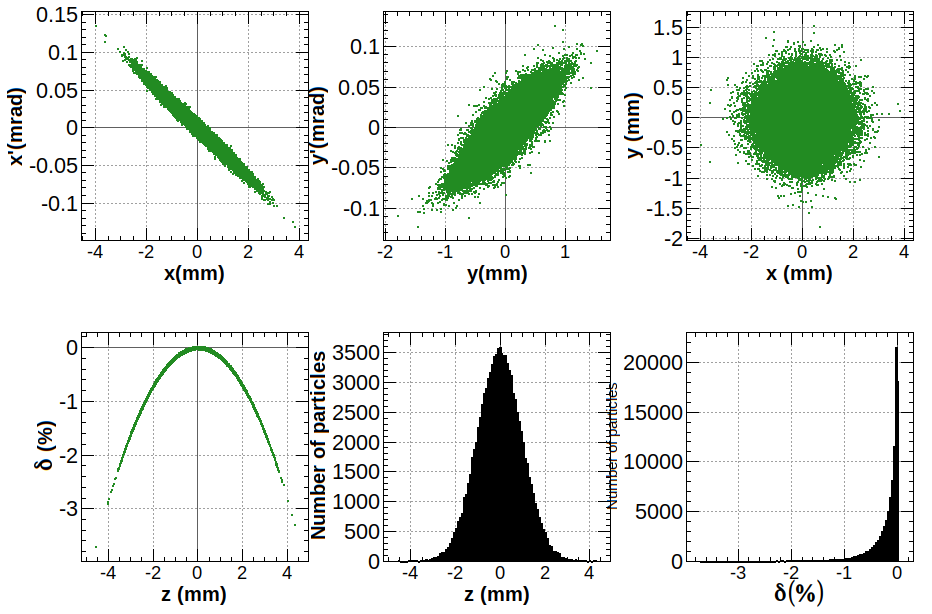 0.15
0.1
0.05
0
-0.05
-0.1
x'(mrad)
-4 -2 0 2 4
x(mm)
0.1
0.05
0
-0.05
-0.1
y'(mrad)
-2 -1 0 1
y(mm)
1.5
1
0.5
0
-0.5
-1
-1.5
-2
y (mm)
-4 -2 0 2 4
x (mm)
0
-1
-2
-3
δ (%)
-4 -2 0 2 4
z (mm)
3500
3000
2500
2000
1500
1000
500
0
Number of particles
-4 -2 0 2 4
z (mm)
20000
15000
10000
5000
0
Number of particles
-3 -2 -1 0
δ(%)